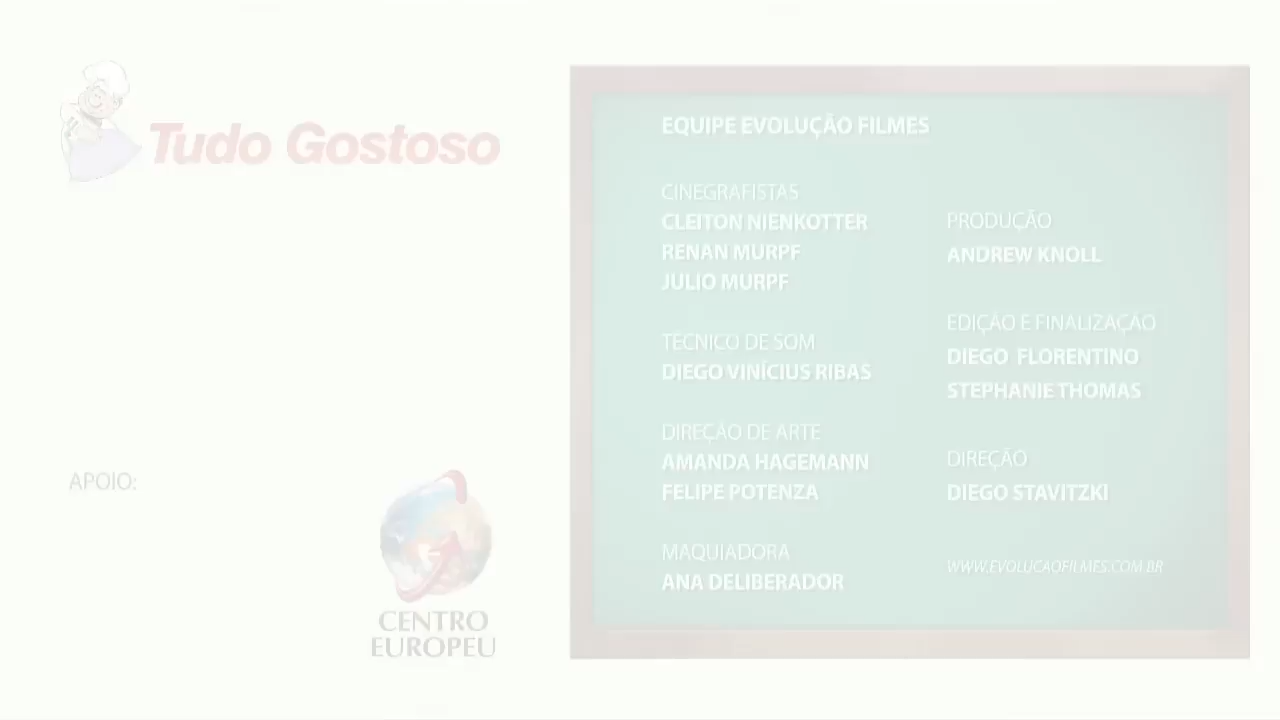 Tudo Gostoso
APOIO:
CENTRO
EUROPEU
EQUIPE EVOLUÇÃO FILMES
CINEGRAFISTAS
CLEITON NIENKOTTER
RENAN MURPF
JULIO MURPF
TÉCNICO DE SOM
DIEGO VINÍCIUS RIBAS
DIREÇÃO DE ARTE
AMANDA HAGEMANN
FELIPE POTENZA
MAQUIADORA
ANA DELIBERADOR
PRODUÇÃO
ANDREW KNOLL
EDIÇÃO E FINALIZAÇÃO
DIEGO FLORENTINO
STEPHANIE THOMAS
DIREÇÃO
DIEGO STAVITZKI
WWW.EVOLUCAOFILMES.COM.BR